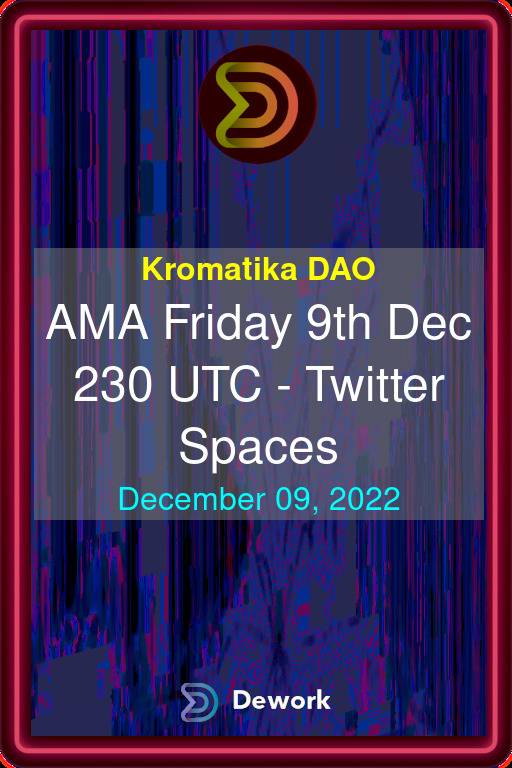 Kromatika DAO
AMA Friday 9th Dec
230 UTC - Twitter
Spaces
December 09, 2022
Dework